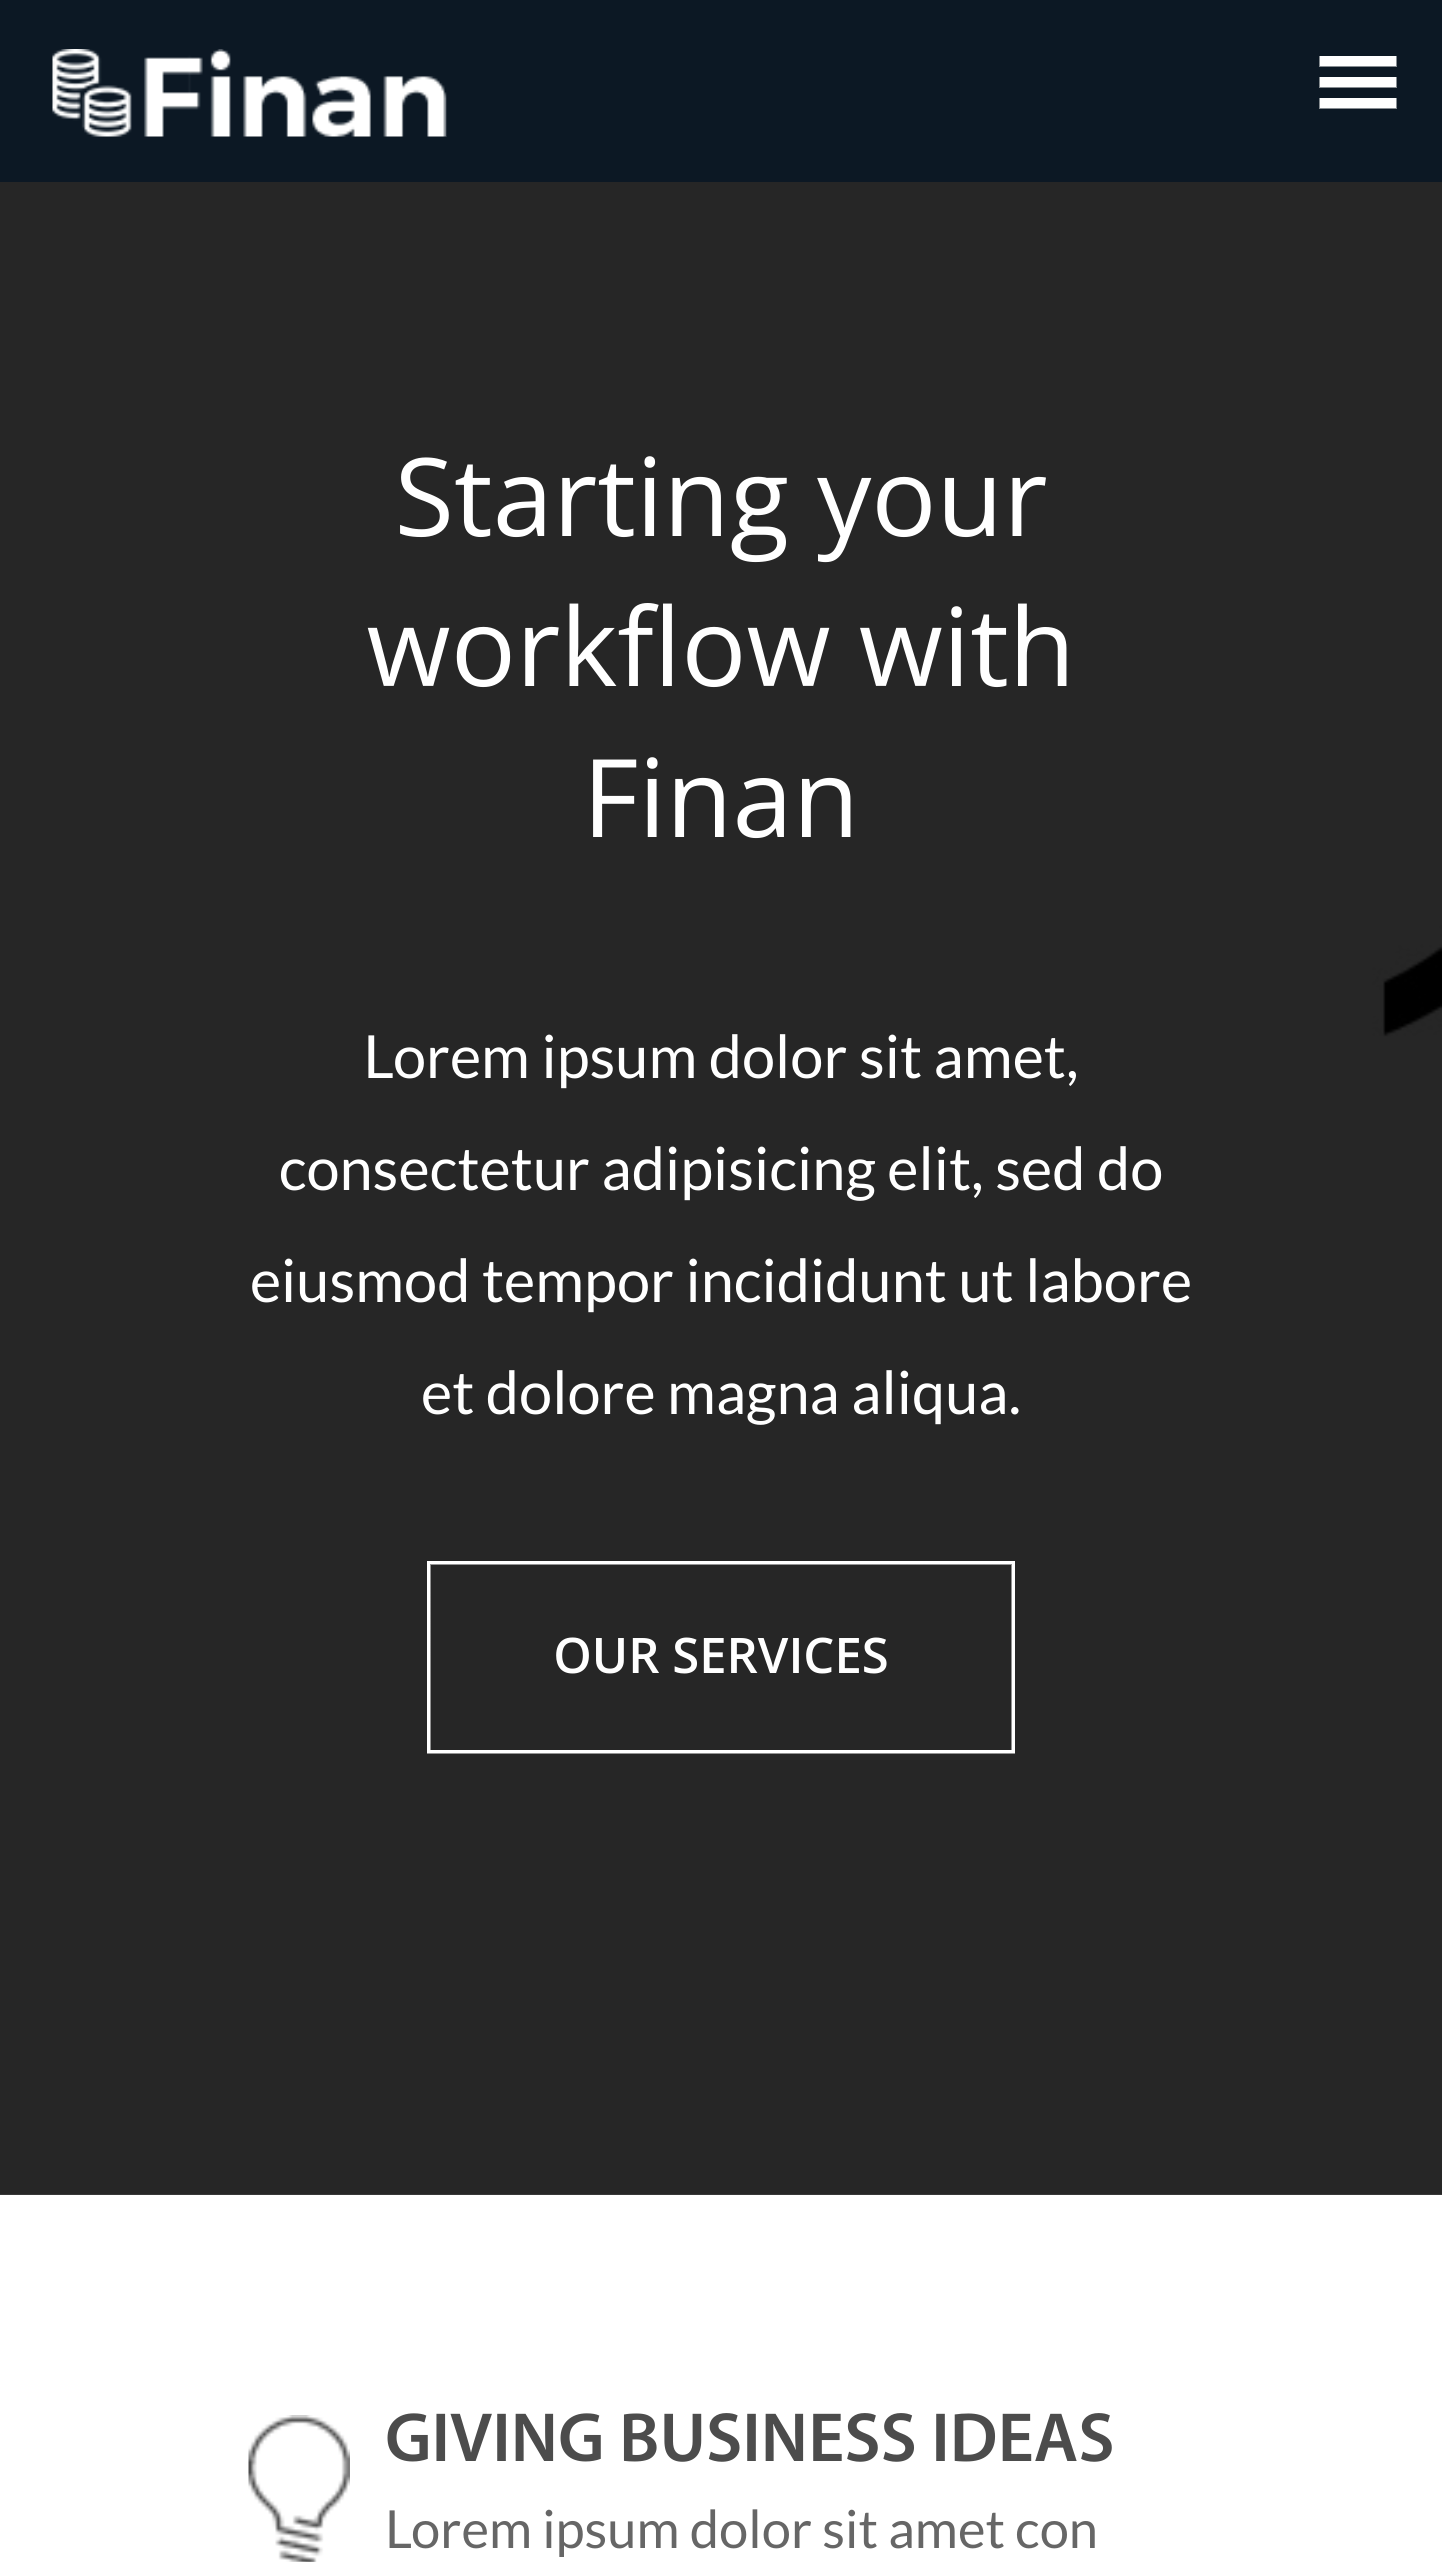 Finan
Starting your
workflow with
Finan
Lorem ipsum dolor sit amet,
consectetur adipisicing elit, sed do
eiusmod tempor incididunt ut labore
et dolore magna aliqua.
OUR SERVICES
GIVING BUSINESS IDEAS
Lorem ipsum dolor sit amet con